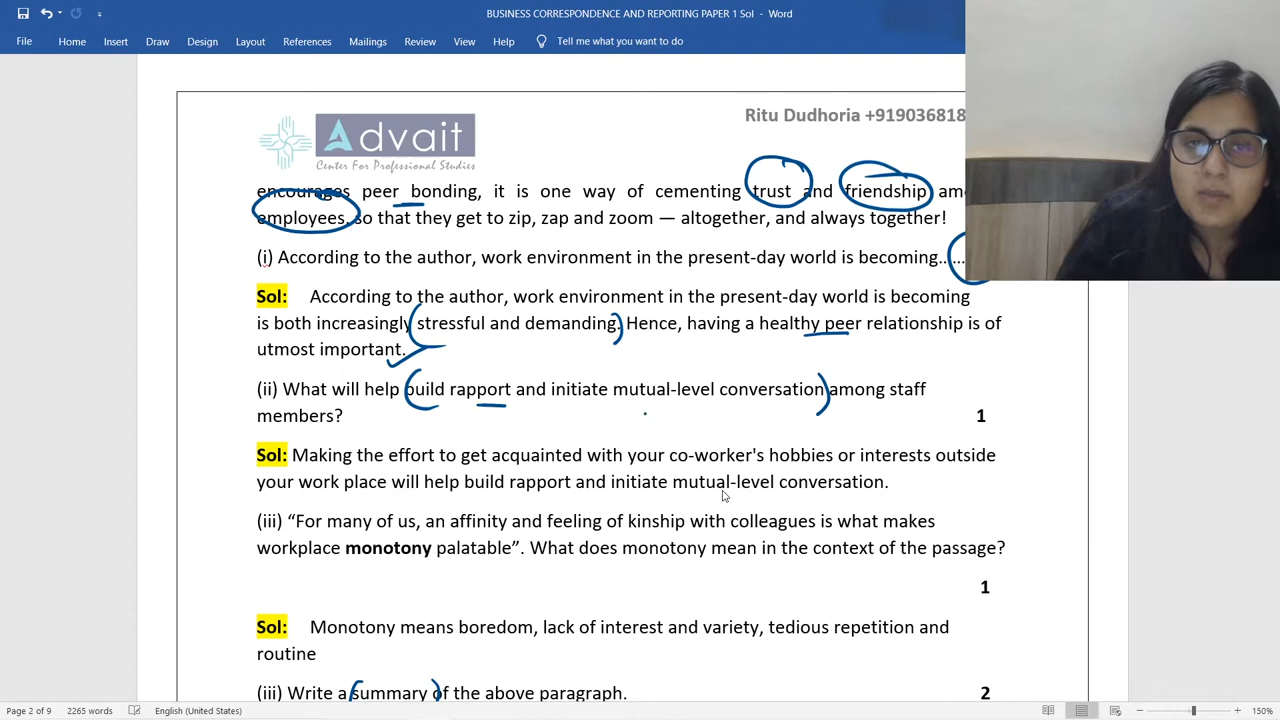 BUSINESS CORRESPONDENCE AND REPORTING PAPER 1 Sol - Word
File Home Insert Draw Design Layout References Mailings Review View Help Tell me what you want to do
Advait
Center For Professional Studies
Ritu Dudhoria +919036818
encourages peer bonding, it is one way of cementing trust and friendship
employees, so that they get to zip, zap and zoom — altogether, and always together!
(i) According to the author, work environment in the present-day world is becoming……
Sol: According to the author, work environment in the present-day world is becoming
is both increasingly stressful and demanding. Hence, having a healthy peer relationship is of
utmost important.
(ii) What will help build rapport and initiate mutual-level conversation among staff
members? 1
Sol: Making the effort to get acquainted with your co-worker's hobbies or interests outside
your work place will help build rapport and initiate mutual-level conversation.
(iii) “For many of us, an affinity and feeling of kinship with colleagues is what makes
workplace monotony palatable”. What does monotony mean in the context of the passage?
1
Sol: Monotony means boredom, lack of interest and variety, tedious repetition and
routine
(iii) Write a summary of the above paragraph. 2
Page 2 of 9 2265 words English (United States) 150%